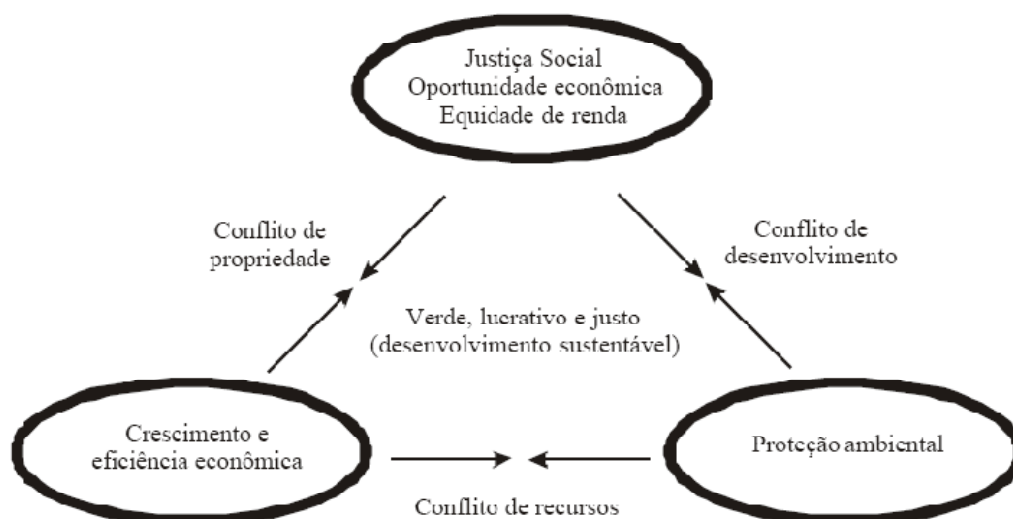 Justiça Social
Oportunidade econômica
Equidade de renda
Conflito de
propriedade
Conflito de
desenvolvimento
Verde, lucrativo e justo
(desenvolvimento sustentável)
Crescimento e
eficiência econômica
Proteção ambiental
Conflito de recursos